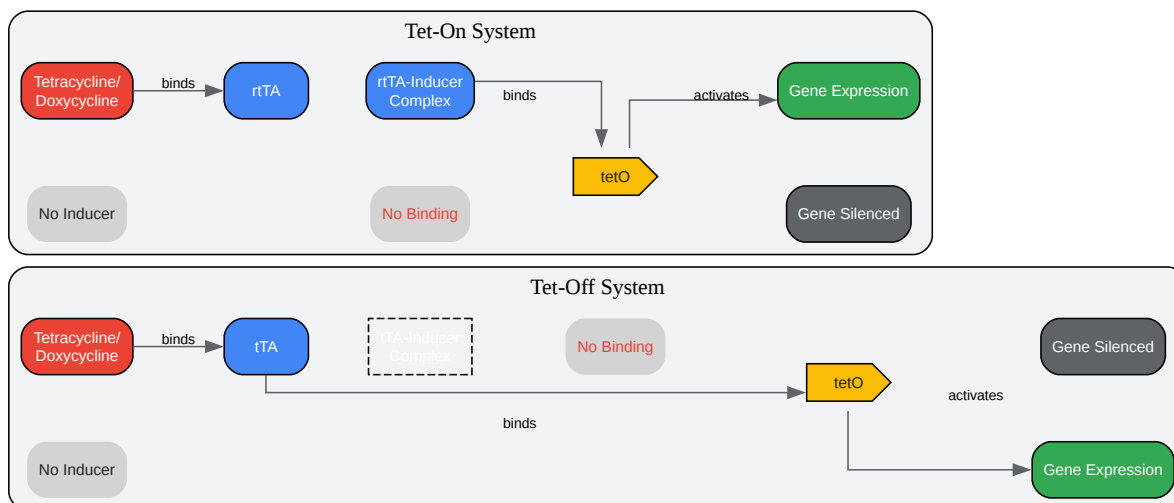 Tet-On System
Tetracycline/
Doxycycline
binds
rtTA
rtTA-Inducer
Complex
binds
activates
Gene Expression
tetO
No Inducer
No Binding
Gene Silenced
Tet-Off System
Tetracycline/
Doxycycline
binds
tTA
tTA-Inducer
Complex
No Binding
Gene Silenced
tetO
activates
binds
No Inducer
Gene Expression